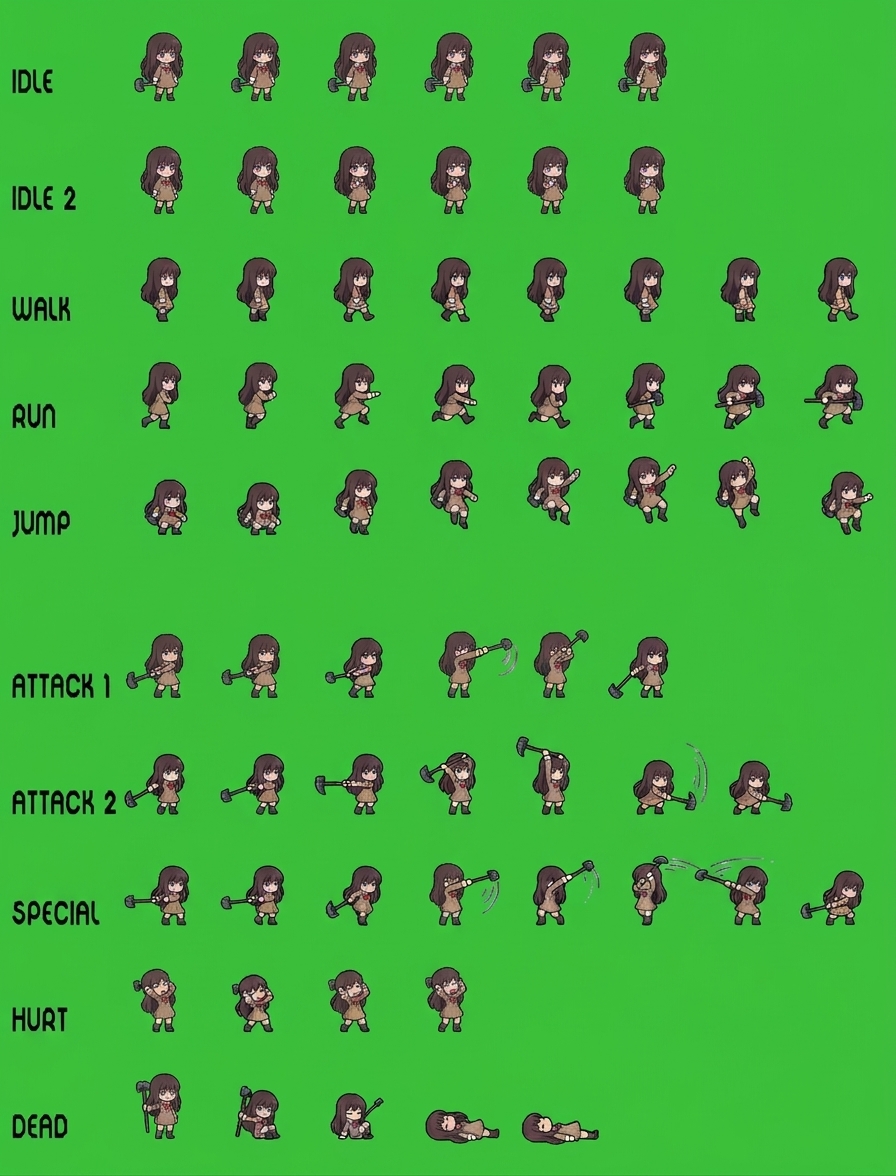 IDLE
IDLE 2
WALK
RUN
JUMP
ATTACK 1
ATTACK 2
SPECIAL
HURT
DEAD